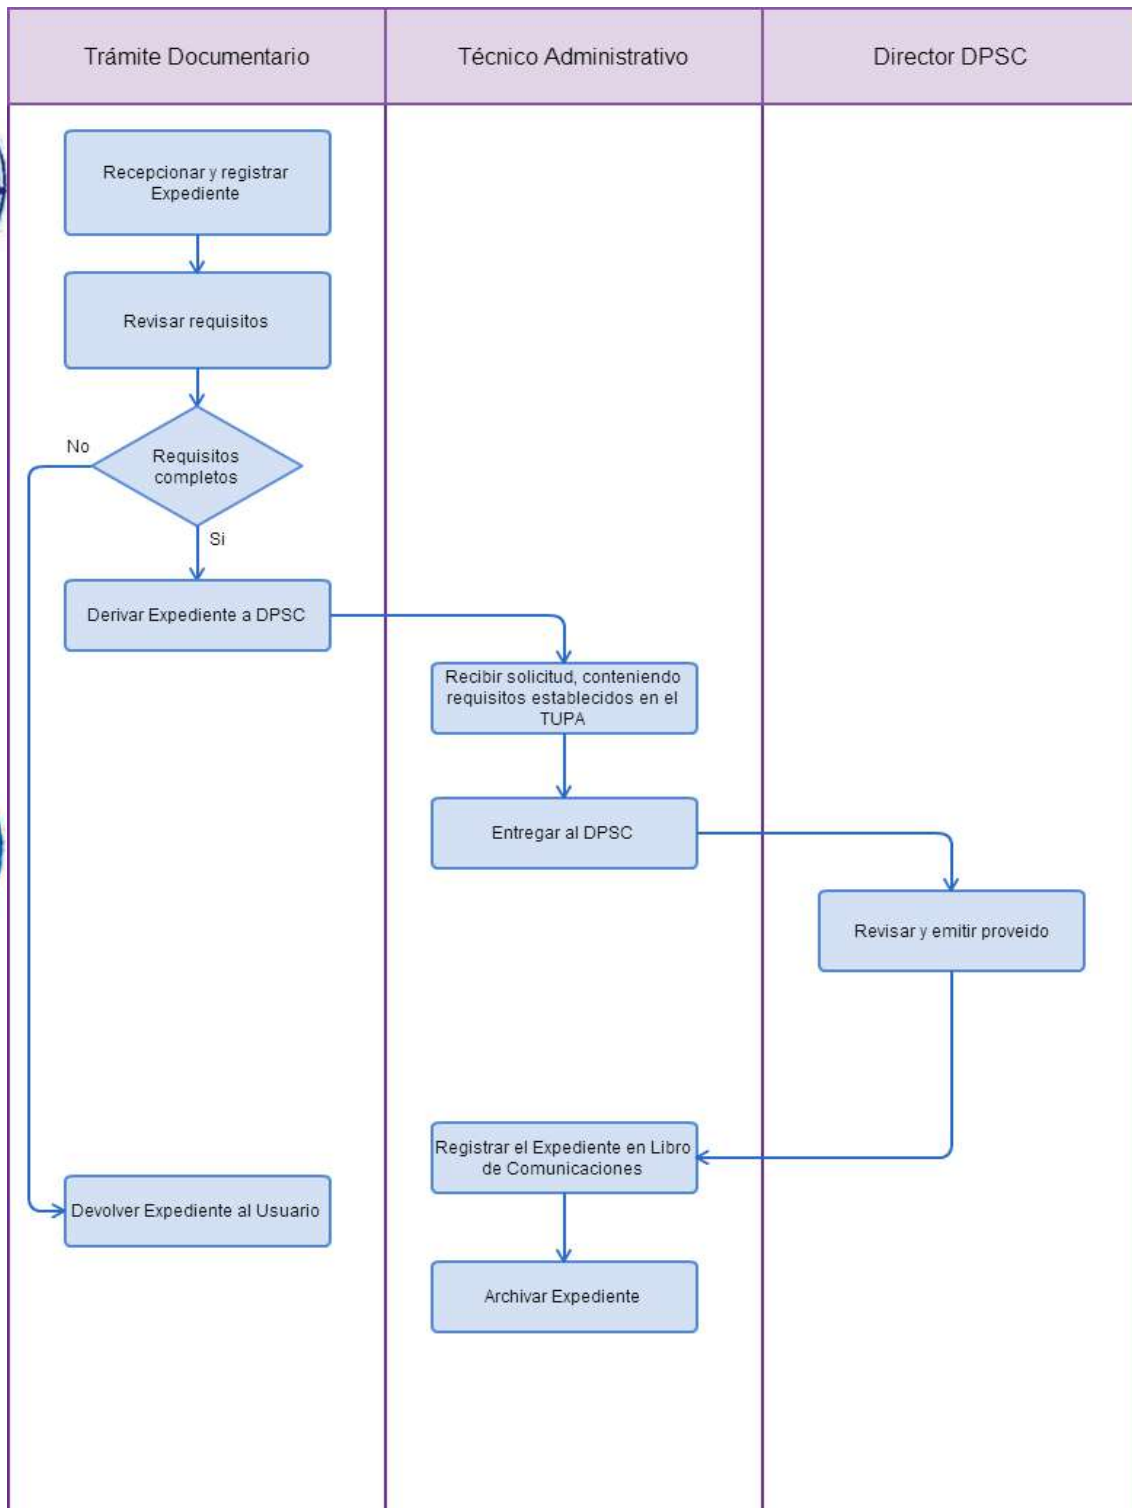 Trámite Documentario
Técnico Administrativo
Director DPSC
Recepcionar y registrar
Expediente
Revisar requisitos
No
Requisitos
completos
Si
Derivar Expediente a DPSC
Recibir solicitud, conteniendo
requisitos establecidos en el
TUPA
Entregar al DPSC
Revisar y emitir proveido
Registrar el Expediente en Libro
de Comunicaciones
Devolver Expediente al Usuario
Archivar Expediente